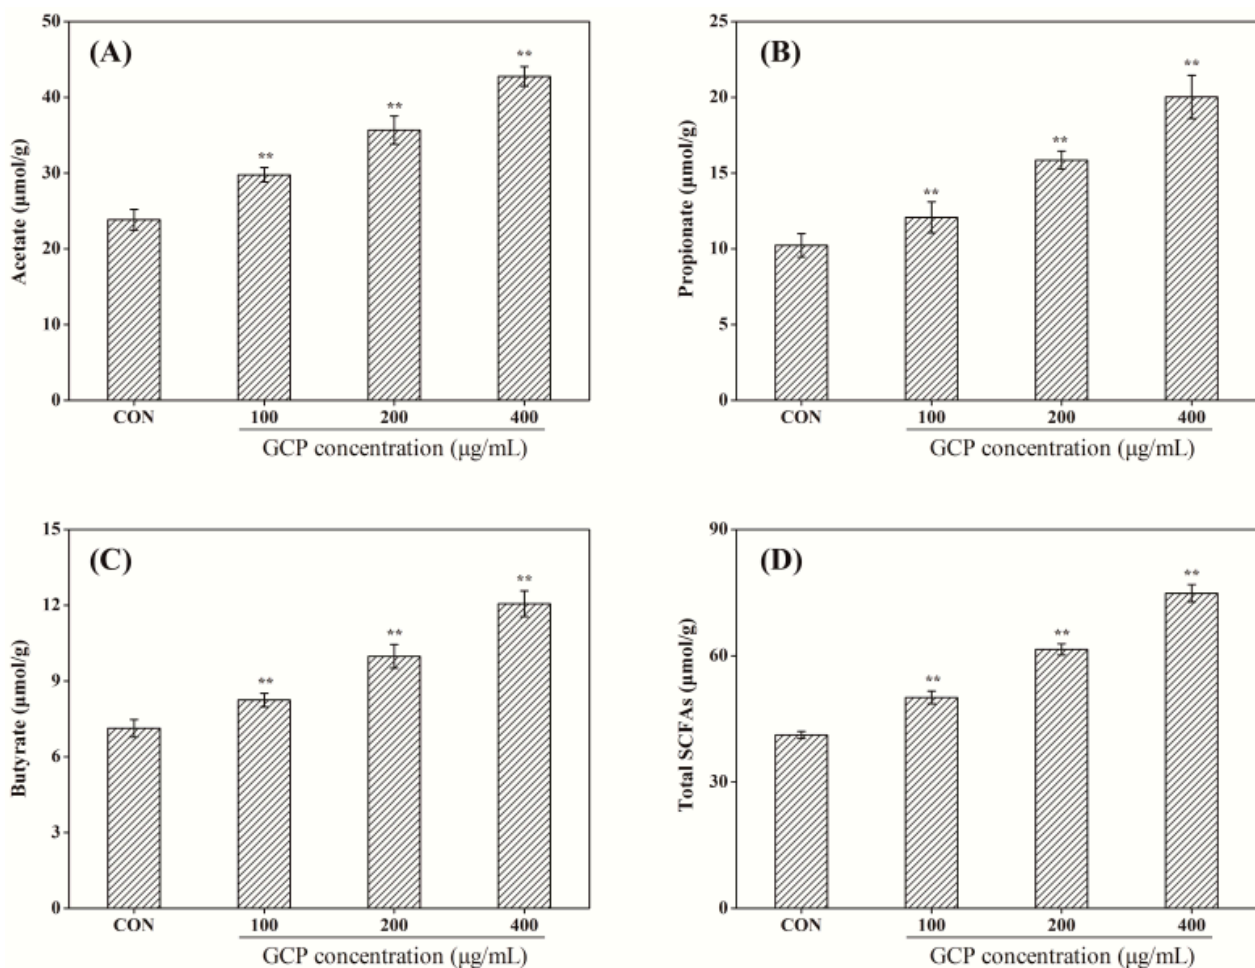 (A)
Acetate (μmol/g)
50
40
30
20
10
0
**
**
**
CON
100
200
400
GCP concentration (μg/mL)
(B)
Propionate (μmol/g)
25
20
15
10
5
0
**
**
**
CON
100
200
400
GCP concentration (μg/mL)
(C)
Butyrate (μmol/g)
15
12
9
6
3
0
**
**
**
CON
100
200
400
GCP concentration (μg/mL)
(D)
Total SCFAs (μmol/g)
90
60
30
0
**
**
**
CON
100
200
400
GCP concentration (μg/mL)